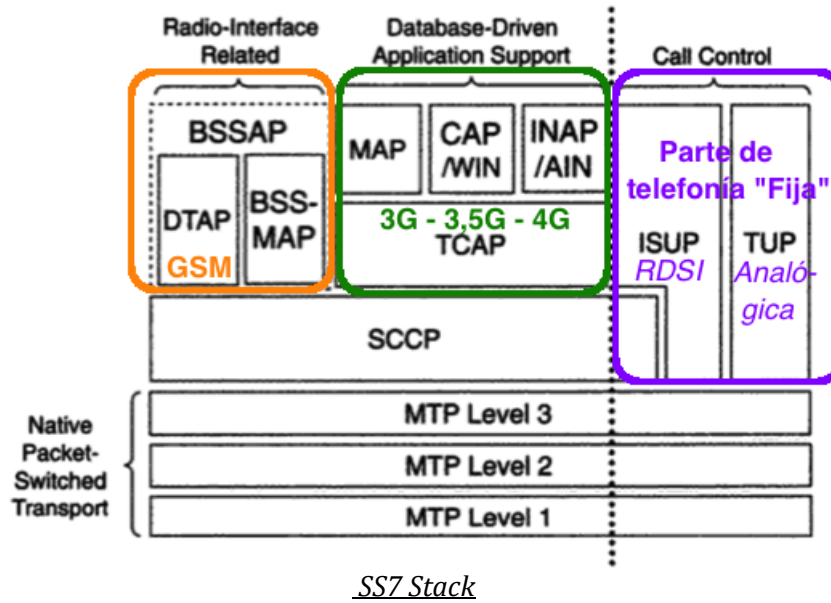 Radio-Interface
Related
Database-Driven
Application Support
Call Control
BSSAP
DTAP
BSS-
MAP
GSM
MAP
CAP
/WIN
INAP
/AIN
3G - 3,5G - 4G
TCAP
Parte de
telefonía "Fija"
ISUP
RDSI
TUP
Analó-
gica
SCCP
Native
Packet-
Switched
Transport
MTP Level 3
MTP Level 2
MTP Level 1
SS7 Stack